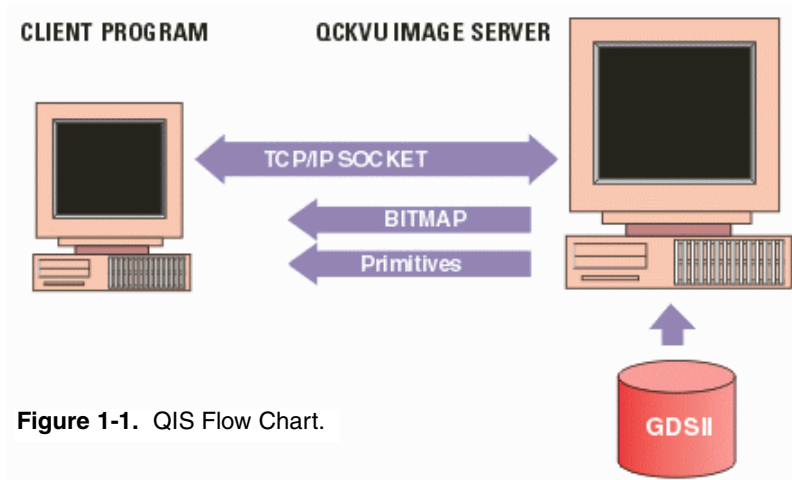 CLIENT PROGRAM
QCKVU IMAGE SERVER
TCP/IP SOCKET
BITMAP
Primitives
GDSII
Figure 1-1. QIS Flow Chart.